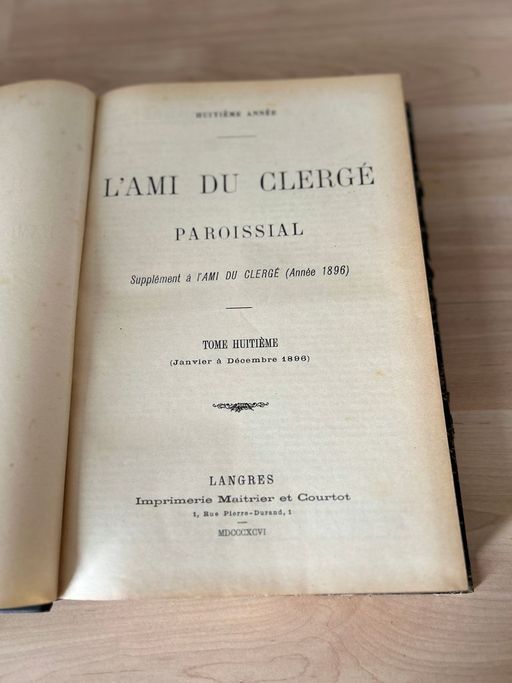 HUITIÈME ANNÉE
L'AMI DU CLERGÉ
PAROISSIAL
Supplément à l'AMI DU CLERGÉ (Année 1896)
TOME HUITIÈME
(Janvier à Décembre 1896)
LANGRES
Imprimerie Maitrier et Courtot
1, Rue Pierre-Durand, 1
MDCCCXCVI